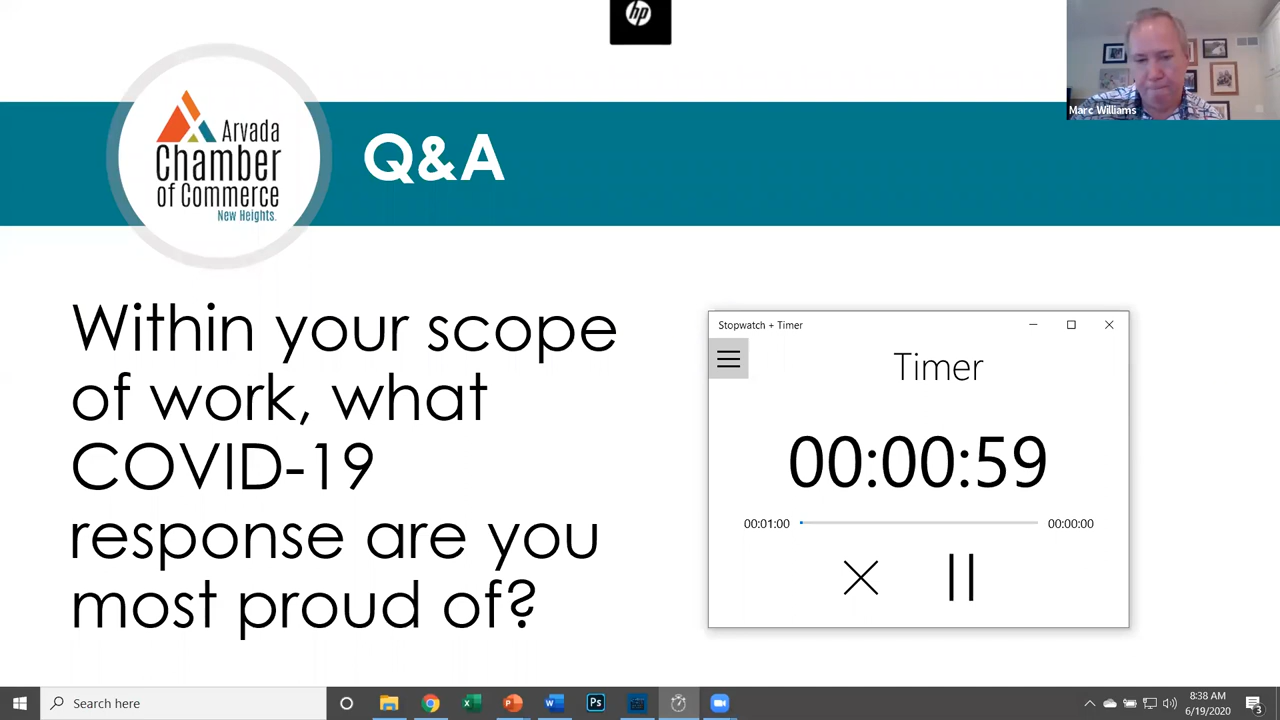 hp
Marc Williams
Arvada
Chamber
of Commerce
New Heights.
Q&A
Within your scope
of work, what
COVID-19
response are you
most proud of?
Stopwatch + Timer
Timer
00:00:59
00:01:00
00:00:00
Search here
Ps
8:38 AM
6/19/2020
3